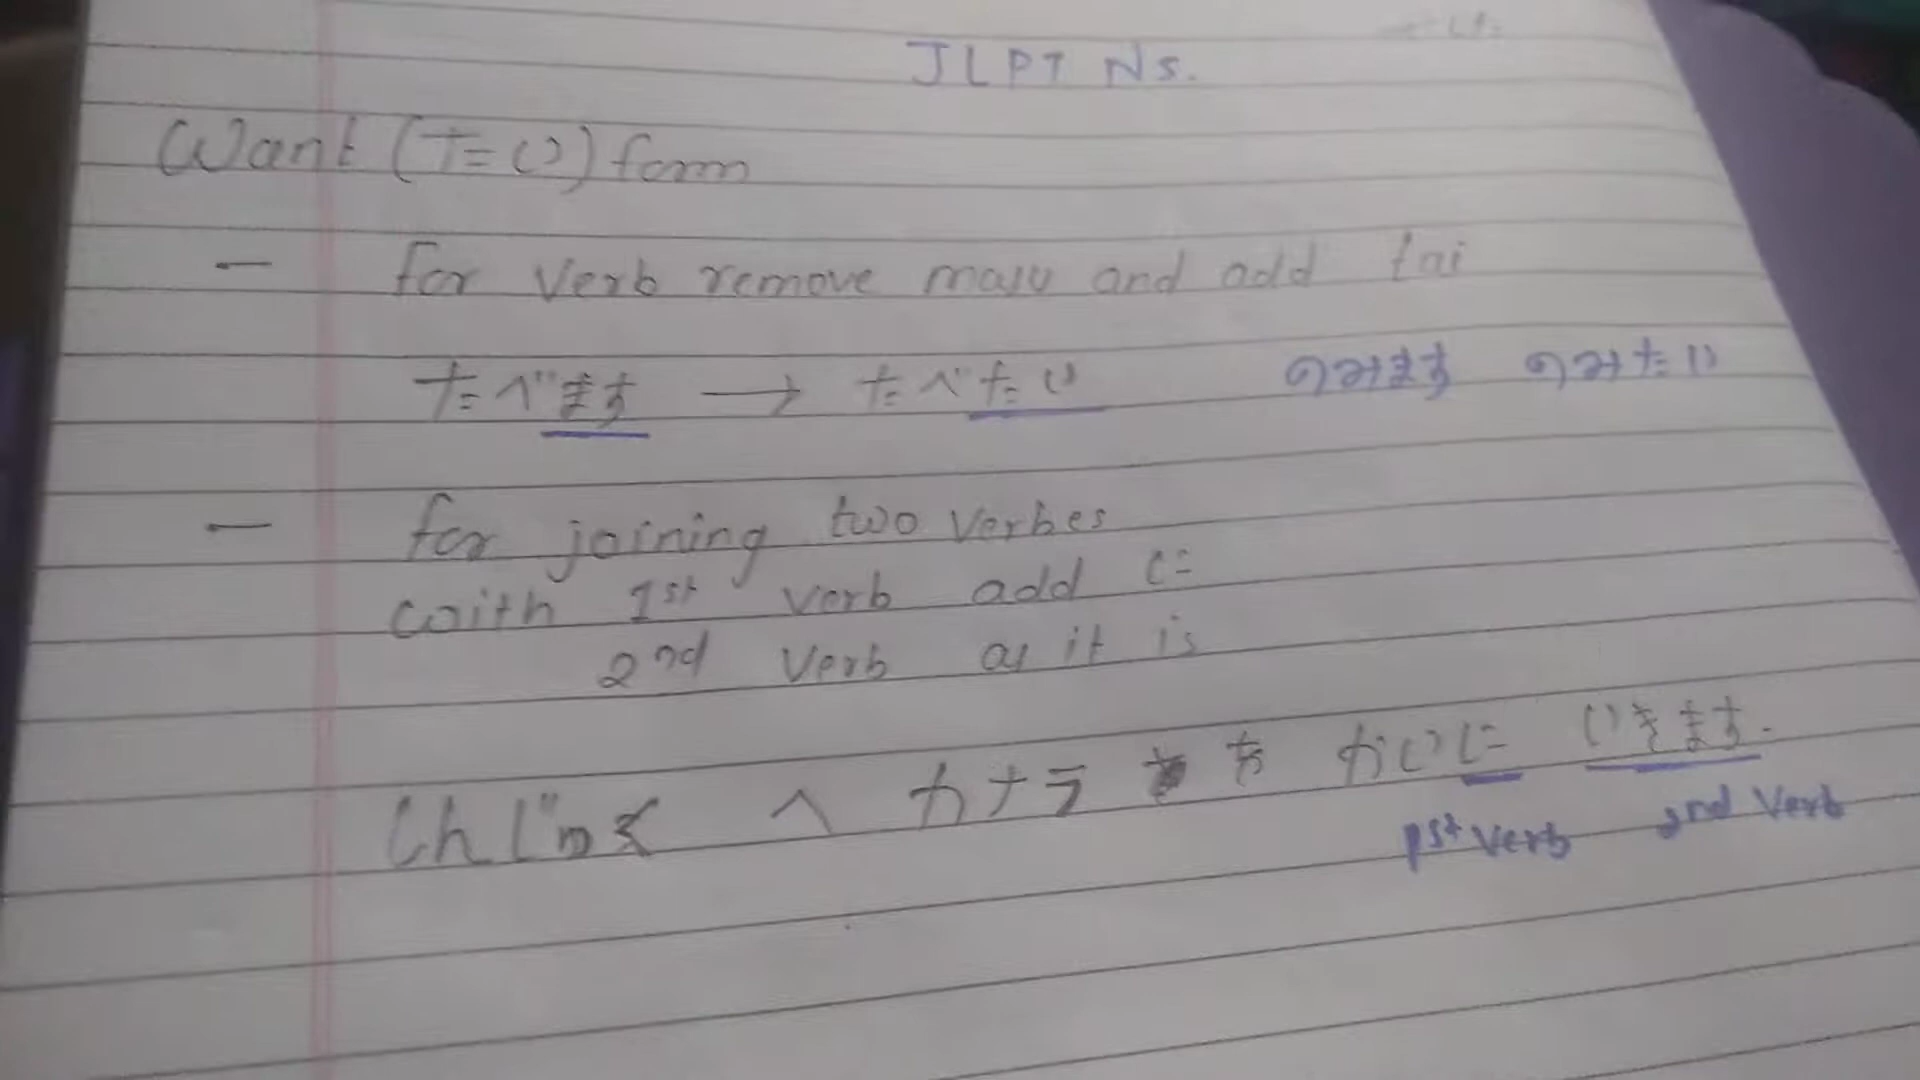 JLPT N5.
Want (たい) form
– for verb remove masu and add tai
たべます → たべたい のみます のみたい
– for joining two verbes
with 1st verb add に
2nd verb as it is
しんじゅく へ カナラ を かいに いきます.
1st verb 2nd verb